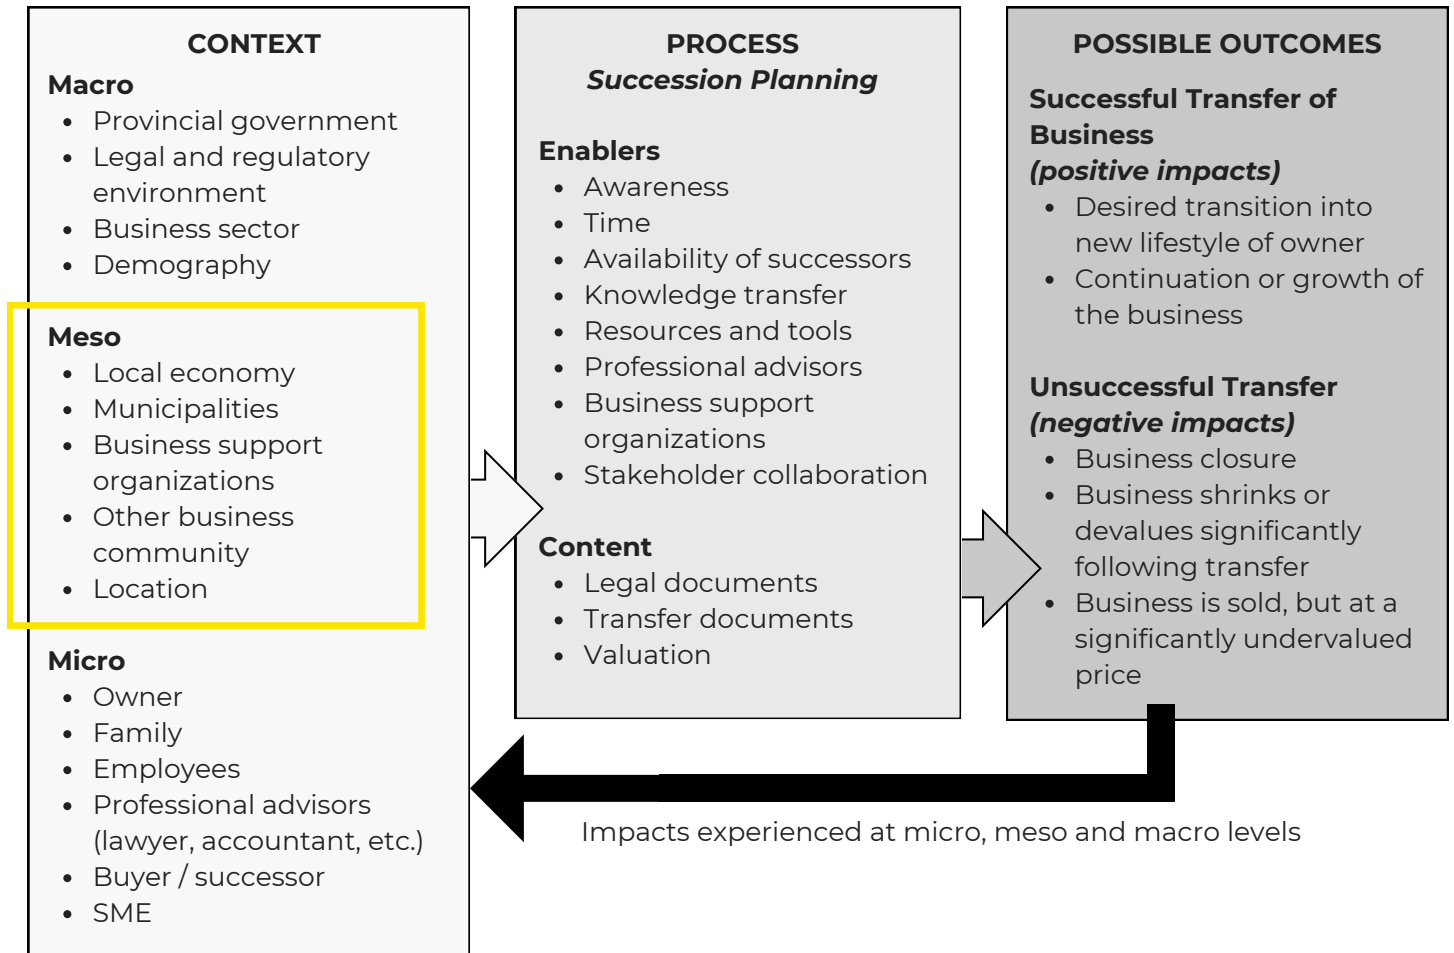 CONTEXT
Macro
• Provincial government
• Legal and regulatory
environment
• Business sector
• Demography
Meso
• Local economy
• Municipalities
• Business support
organizations
• Other business
community
• Location
Micro
• Owner
• Family
• Employees
• Professional advisors
(lawyer, accountant, etc.)
• Buyer / successor
• SME
PROCESS
Succession Planning
Enablers
• Awareness
• Time
• Availability of successors
• Knowledge transfer
• Resources and tools
• Professional advisors
• Business support
organizations
• Stakeholder collaboration
Content
• Legal documents
• Transfer documents
• Valuation
POSSIBLE OUTCOMES
Successful Transfer of
Business
(positive impacts)
• Desired transition into
new lifestyle of owner
• Continuation or growth of
the business
Unsuccessful Transfer
(negative impacts)
• Business closure
• Business shrinks or
devalues significantly
following transfer
• Business is sold, but at a
significantly undervalued
price
Impacts experienced at micro, meso and macro levels